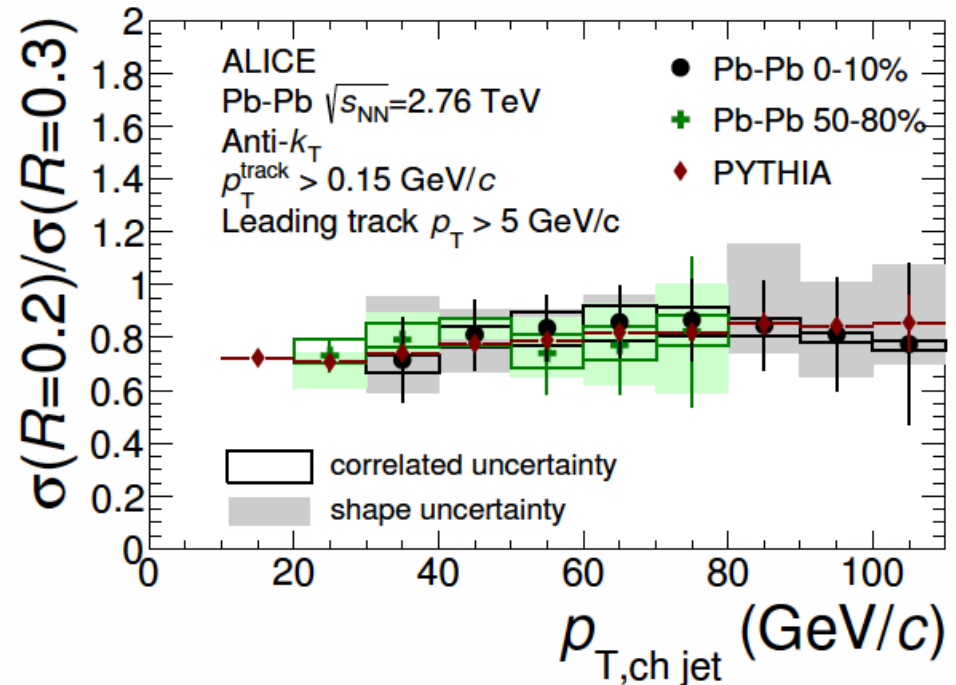 σ(R=0.2)/σ(R=0.3)
2
1.8
1.6
1.4
1.2
1
0.8
0.6
0.4
0.2
0
ALICE
Pb-Pb √sNN=2.76 TeV
Anti-kT
pTtrack > 0.15 GeV/c
Leading track pT > 5 GeV/c
Pb-Pb 0-10%
Pb-Pb 50-80%
PYTHIA
correlated uncertainty
shape uncertainty
0 20 40 60 80 100
pT,ch jet (GeV/c)